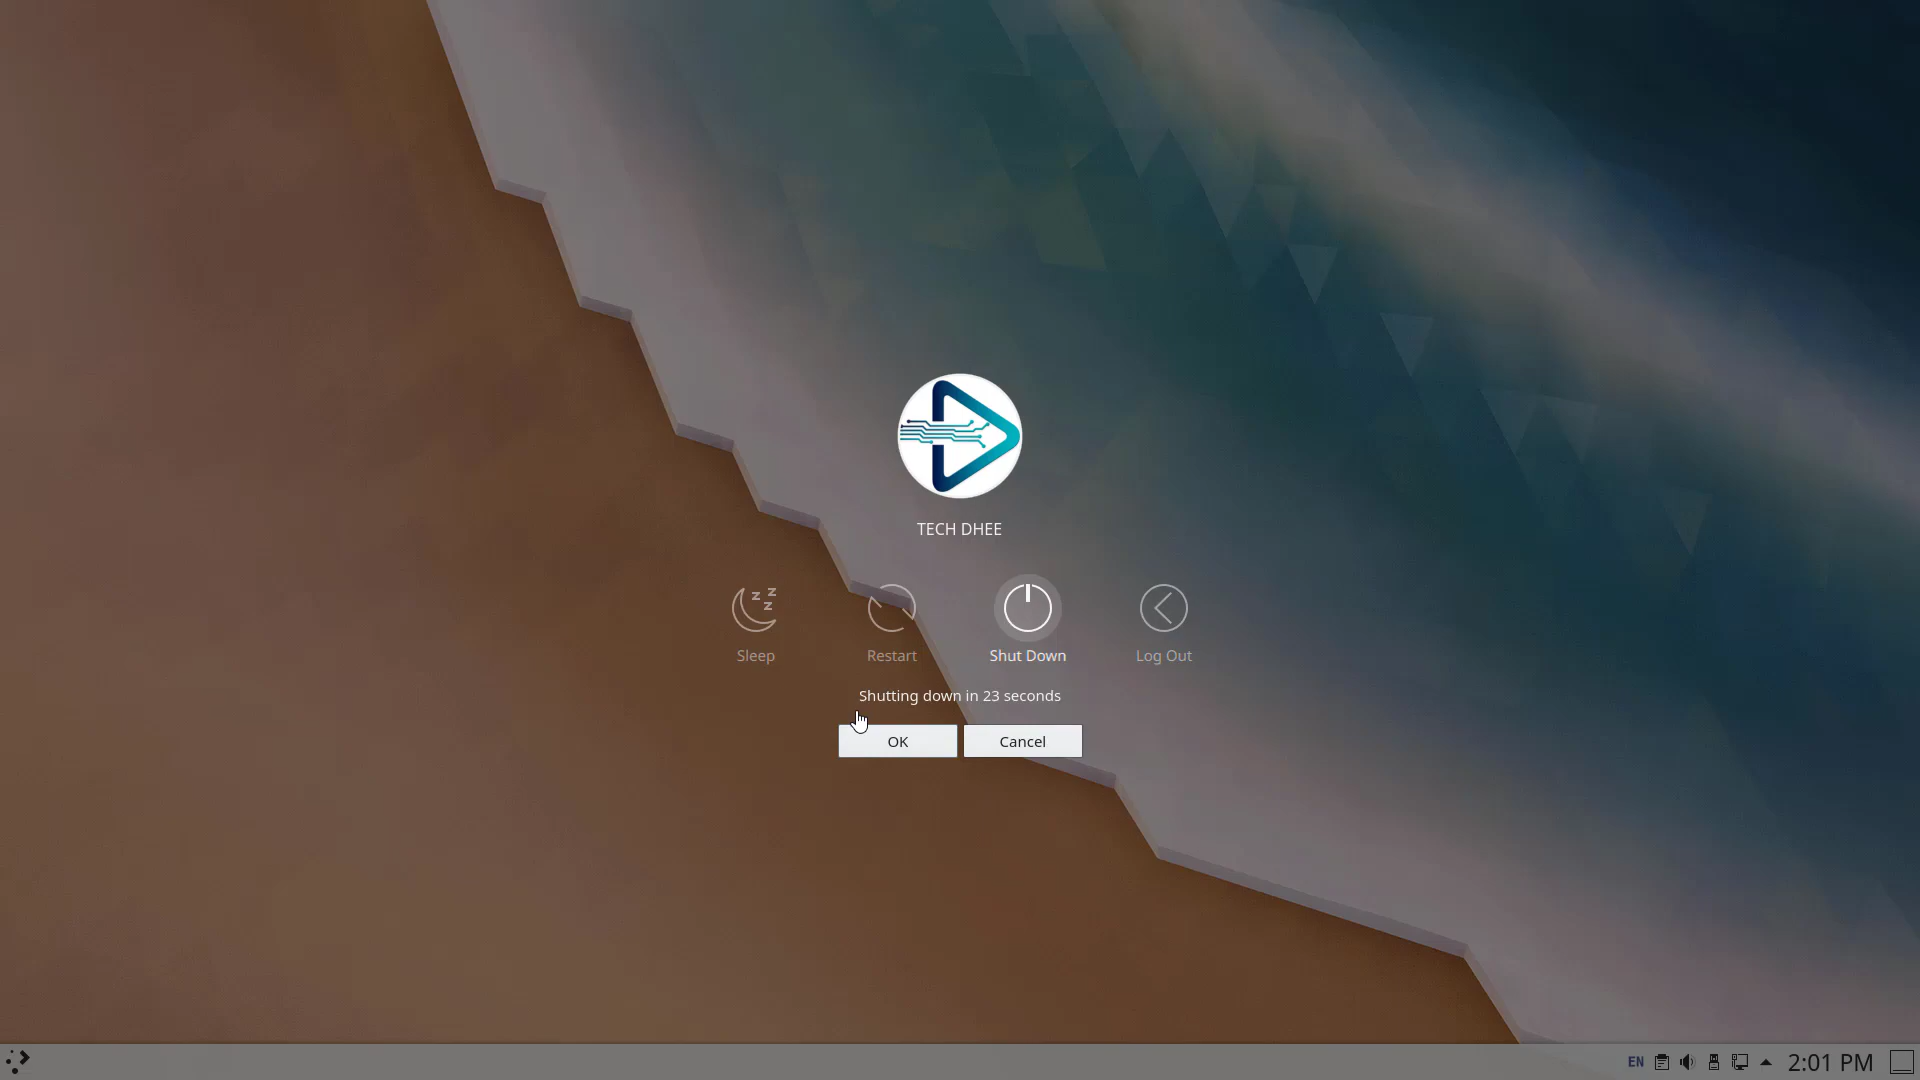 TECH DHEE
Sleep
Restart
Shut Down
Log Out
Shutting down in 23 seconds
OK
Cancel
EN
2:01 PM